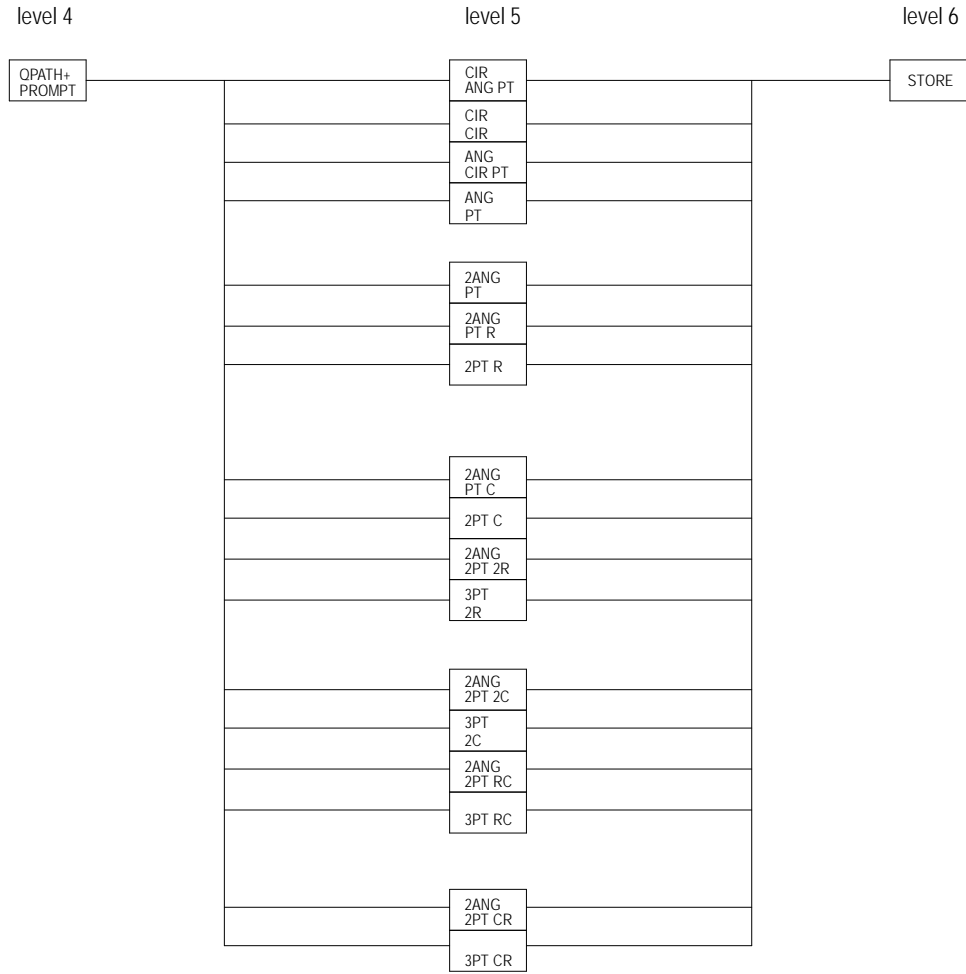 level 4
level 5
level 6
QPATH+
PROMPT
CIR
ANG PT
STORE
CIR
CIR
ANG
CIR PT
ANG
PT
2ANG
PT
2ANG
PT R
2PT R
2ANG
PT C
2PT C
2ANG
2PT 2R
3PT
2R
2ANG
2PT 2C
3PT
2C
2ANG
2PT RC
3PT RC
2ANG
2PT CR
3PT CR